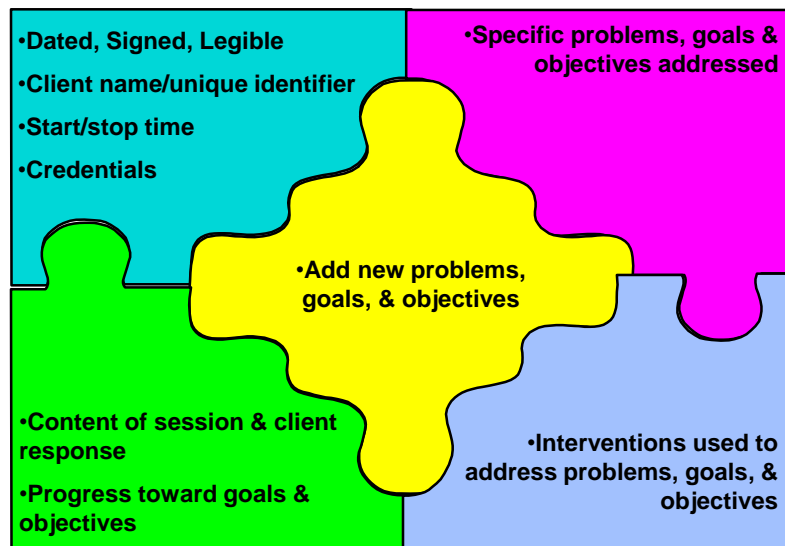 •Dated, Signed, Legible
•Client name/unique identifier
•Start/stop time
•Credentials
•Specific problems, goals &
objectives addressed
•Add new problems,
goals, & objectives
•Content of session & client
response
•Progress toward goals &
objectives
•Interventions used to
address problems, goals, &
objectives